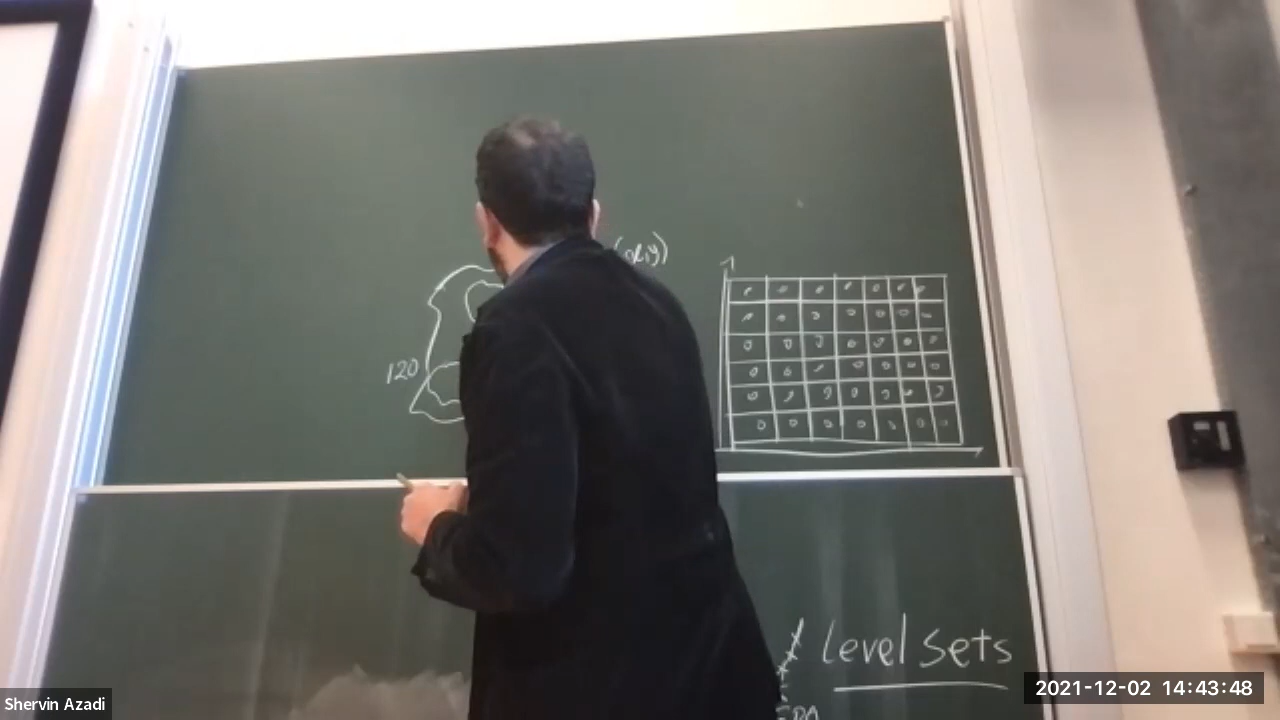 (x,y)
120
Level Sets
Shervin Azadi
2021-12-02 14:43:48